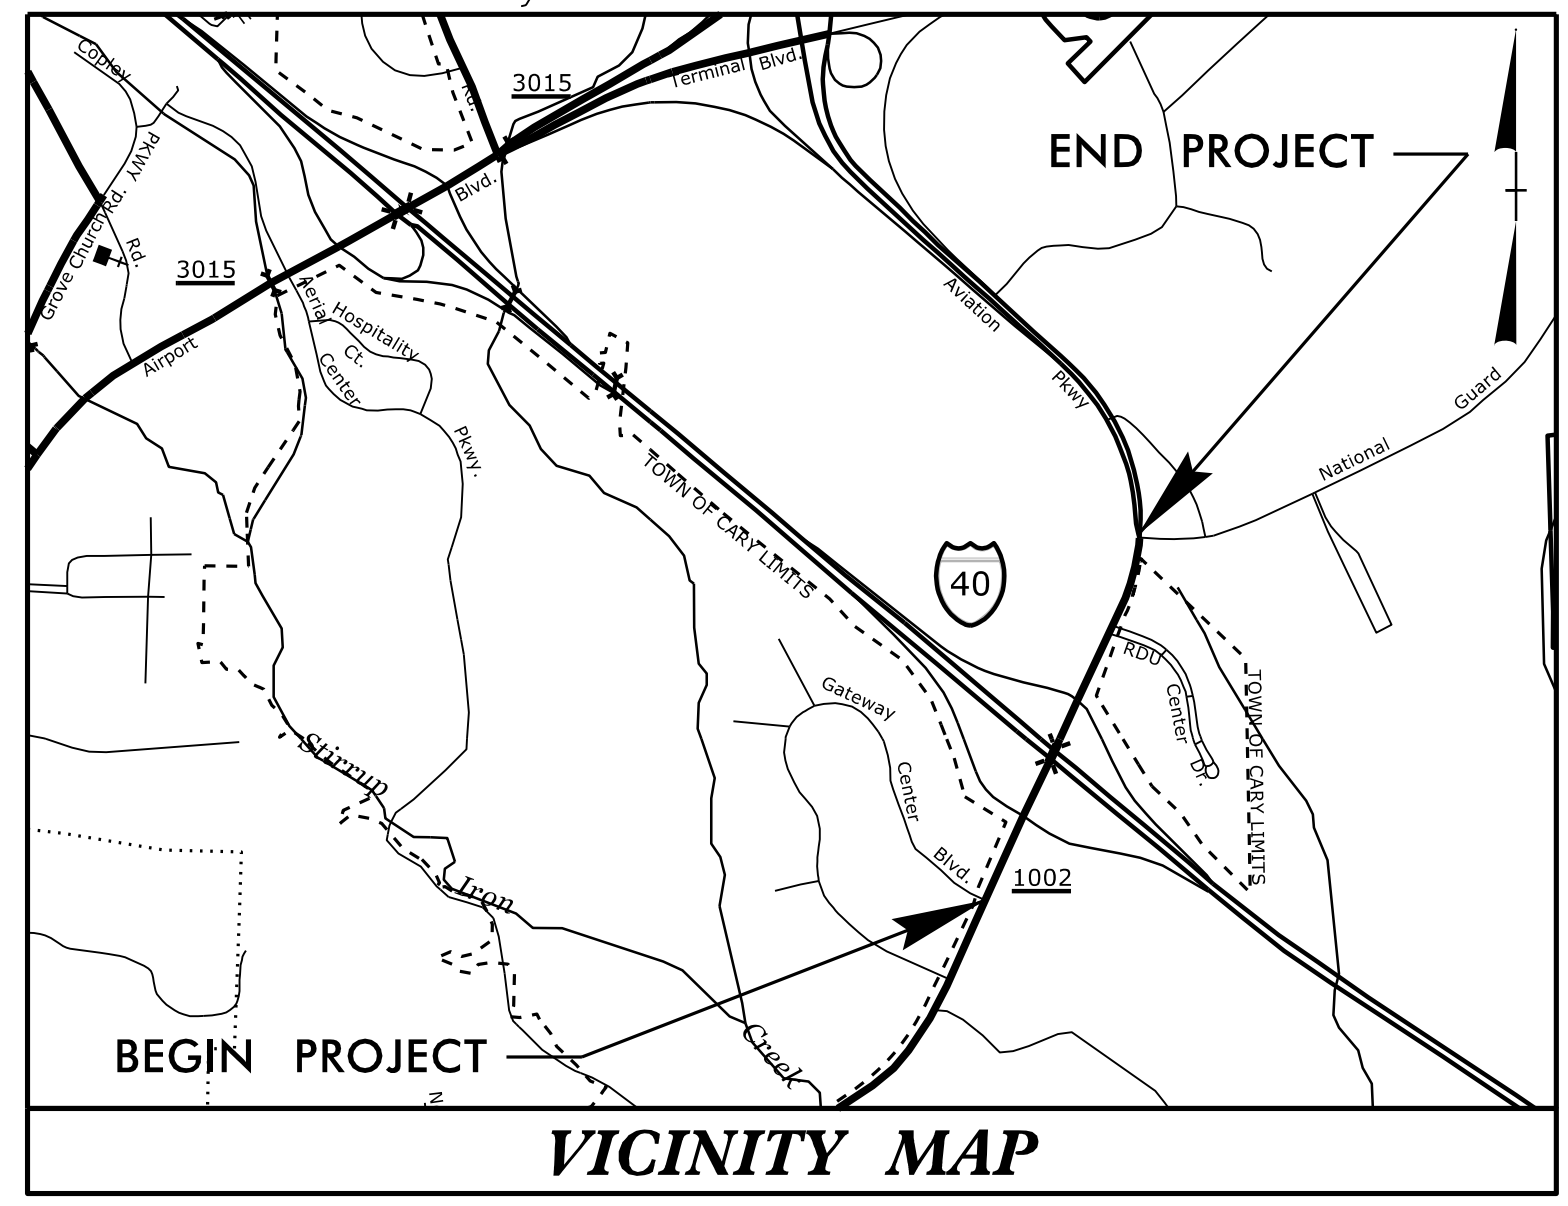 Copley
Rd.
3015
Terminal Blvd.
END PROJECT
PKWY
Blvd.
Grove Church Rd.
Rd.
3015
Aerial
Center
Pkwy.
Hospitality
Ct.
Airport
Aviation
Pkwy
National Guard
TOWN OF CARY LIMITS
40
RDU
Center
Dr.
TOWN OF CARY LIMITS
Gateway
Center
Blvd.
Stirrup
Iron
Creek
1002
BEGIN PROJECT
N
VICINITY MAP